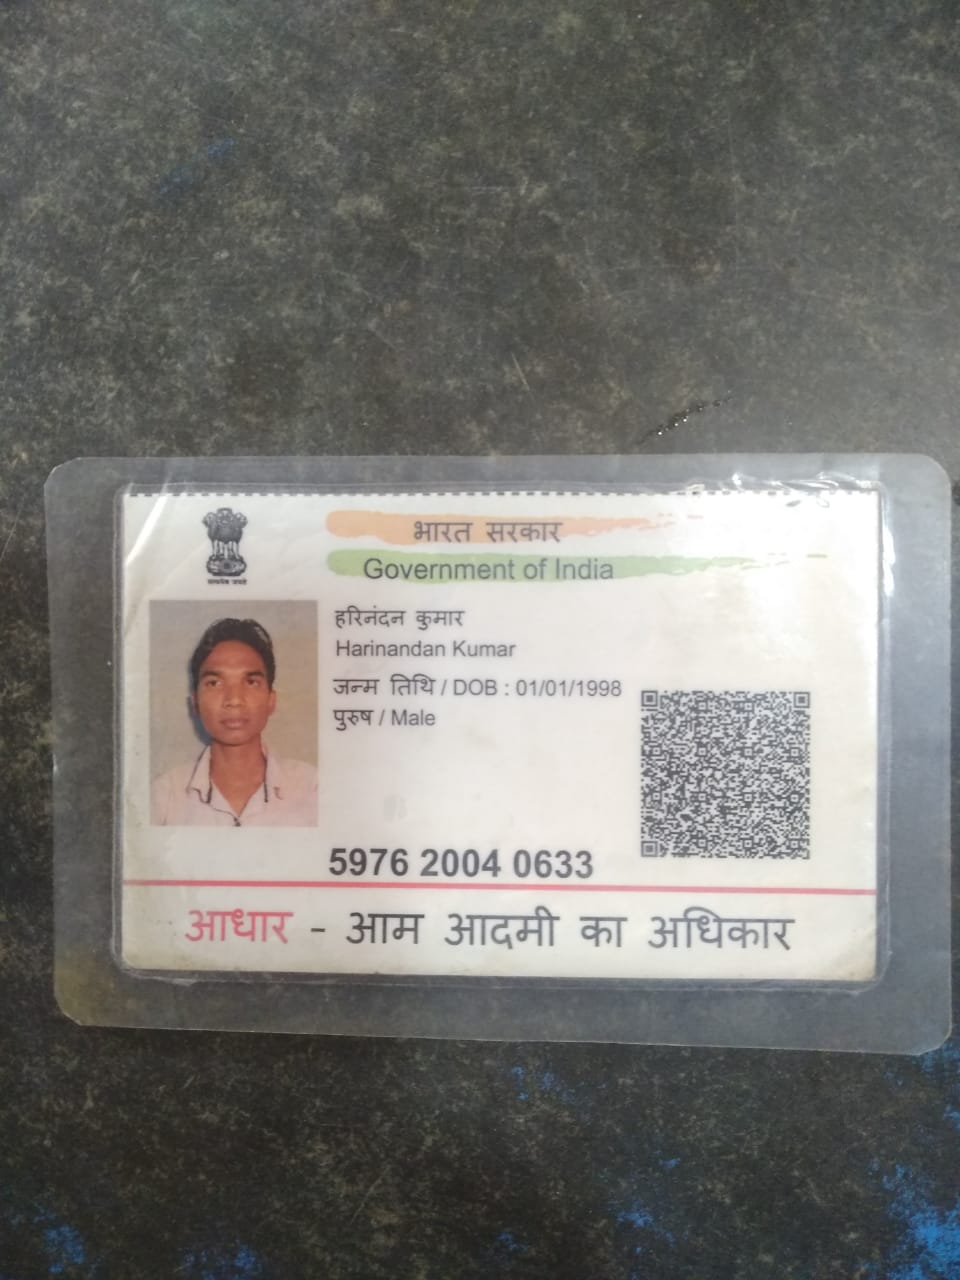 सत्यमेव जयते
भारत सरकार
Government of India
हरिनंदन कुमार
Harinandan Kumar
जन्म तिथि / DOB : 01/01/1998
पुरुष / Male
5976 2004 0633
आधार - आम आदमी का अधिकार